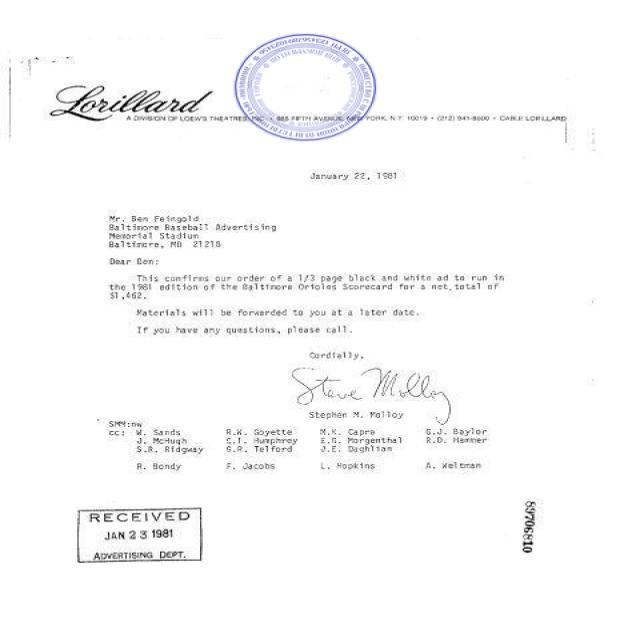 Lorillard
A DIVISION OF LOEW'S THEATRES, INC. • 666 FIFTH AVENUE, NEW YORK, N.Y. 10019 • (212) 541-8600 • CABLE LORILLARD
January 22, 1981
Mr. Ben Feingold
Baltimore Baseball Advertising
Memorial Stadium
Baltimore, MD 21218
Dear Ben:
This confirms our order of a 1/3 page black and white ad to run in
the 1981 edition of the Baltimore Orioles Scorecard for a net total of
$1,462.
Materials will be forwarded to you at a later date.
If you have any questions, please call.
Cordially,
Steve Molloy
Stephen M. Molloy
SMM:nw
cc: W. Sands R.W. Goyette M.K. Capra G.J. Baylor
J. McHugh C.I. Humphrey E.G. Morgenthal R.D. Hammer
S.R. Ridgway G.R. Telford J.E. Daghlian
R. Bondy F. Jacobs L. Hopkins A. Weltman
RECEIVED
JAN 23 1981
ADVERTISING DEPT.
89706810